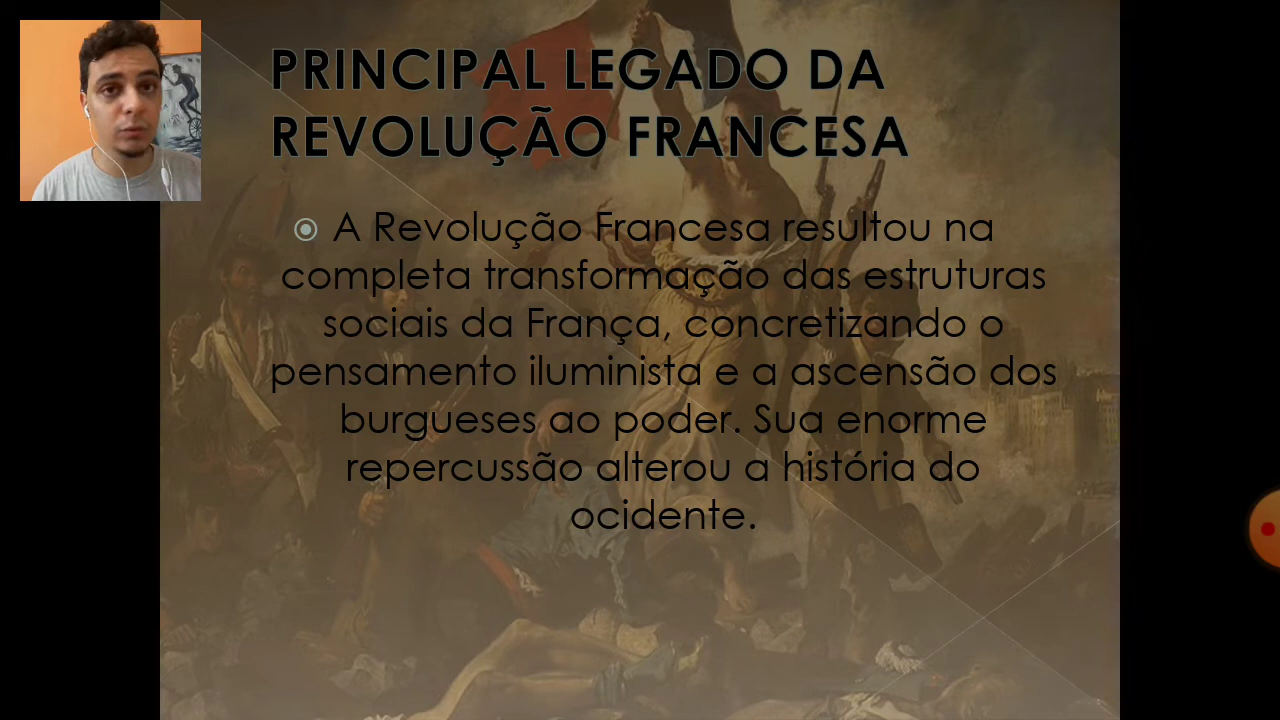 PRINCIPAL LEGADO DA
REVOLUÇÃO FRANCESA
A Revolução Francesa resultou na
completa transformação das estruturas
sociais da França, concretizando o
pensamento iluminista e a ascensão dos
burgueses ao poder. Sua enorme
repercussão alterou a história do
ocidente.